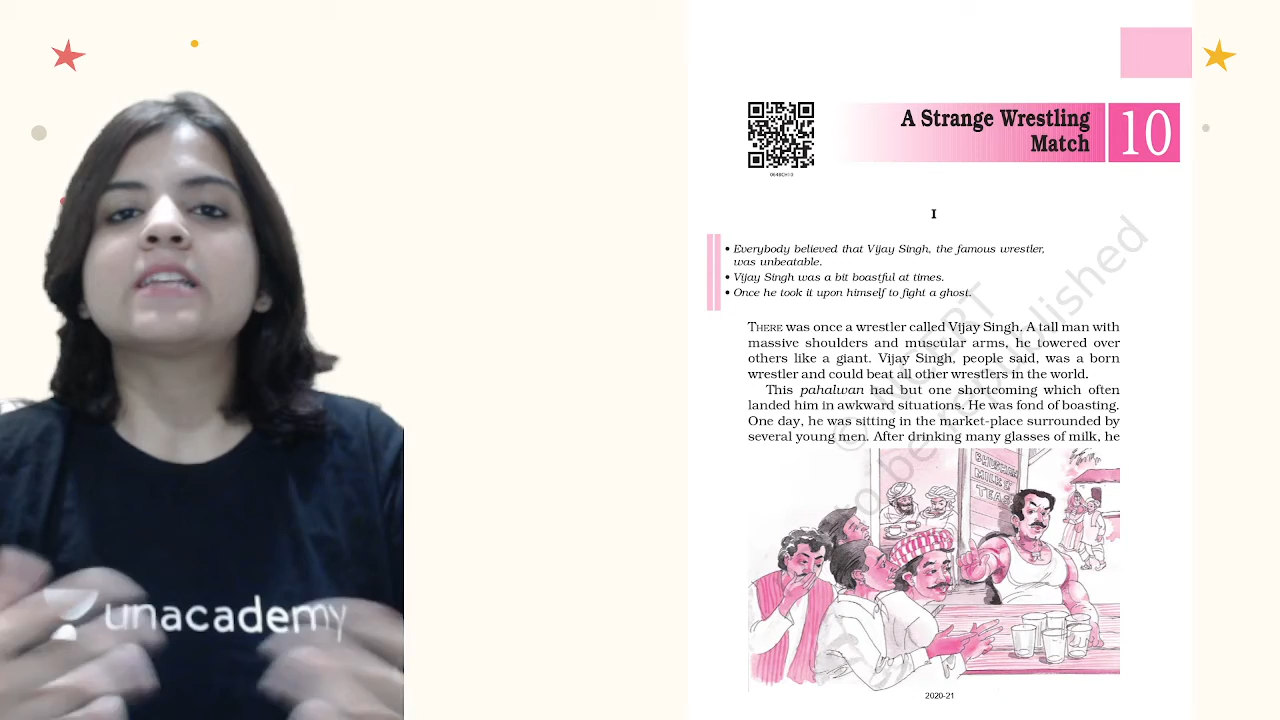 unacademy
A Strange Wrestling
Match
10
I
• Everybody believed that Vijay Singh, the famous wrestler,
was unbeatable.
• Vijay Singh was a bit boastful at times.
• Once he took it upon himself to fight a ghost.
THERE was once a wrestler called Vijay Singh. A tall man with
massive shoulders and muscular arms, he towered over
others like a giant. Vijay Singh, people said, was a born
wrestler and could beat all other wrestlers in the world.
This pahalwan had but one shortcoming which often
landed him in awkward situations. He was fond of boasting.
One day, he was sitting in the market-place surrounded by
several young men. After drinking many glasses of milk, he
MILK &
TEAS
2020-21